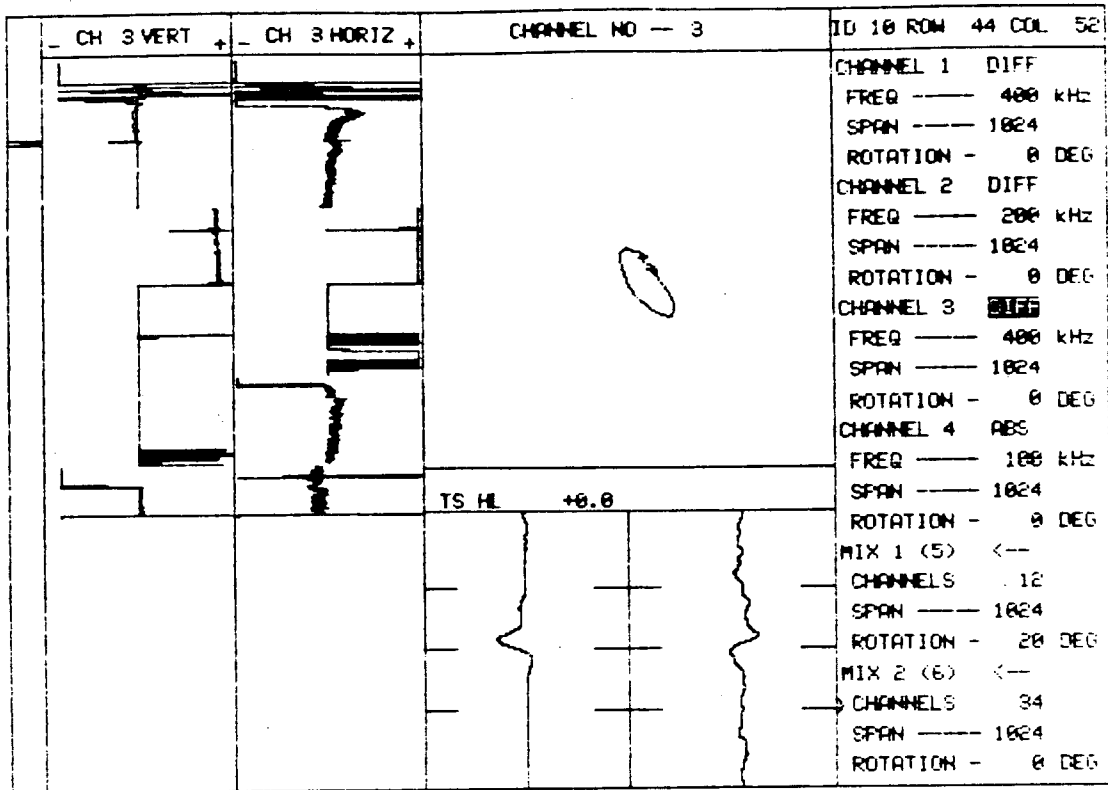 - CH 3 VERT +
- CH 3 HORIZ +
CHANNEL NO -- 3
TS HL +0.0
ID 10 ROW 44 COL 52
CHANNEL 1 DIFF
FREQ ----- 400 kHz
SPAN ----- 1024
ROTATION - 0 DEG
CHANNEL 2 DIFF
FREQ ----- 200 kHz
SPAN ----- 1024
ROTATION - 0 DEG
CHANNEL 3 DIFF
FREQ ----- 400 kHz
SPAN ----- 1024
ROTATION - 0 DEG
CHANNEL 4 ABS
FREQ ----- 100 kHz
SPAN ----- 1024
ROTATION - 0 DEG
MIX 1 (5) <--
CHANNELS 12
SPAN ----- 1024
ROTATION - 20 DEG
MIX 2 (6) <--
CHANNELS 34
SPAN ----- 1024
ROTATION - 0 DEG